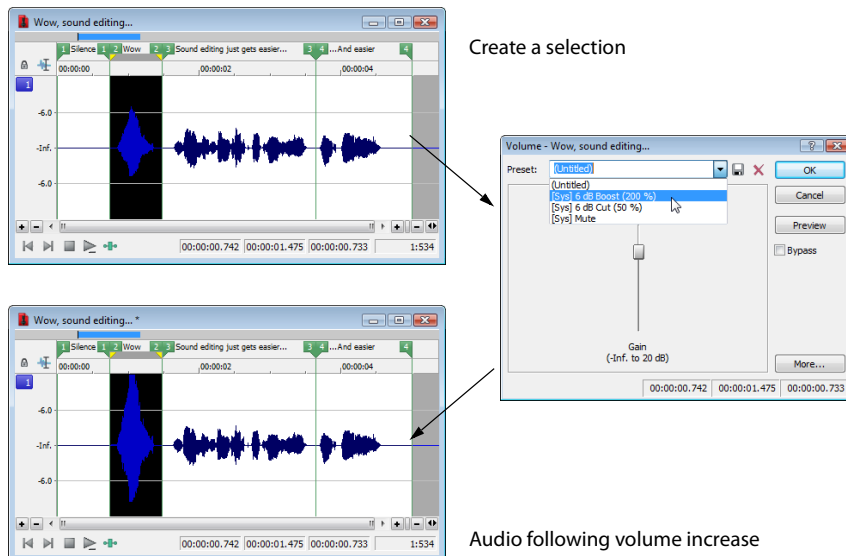 Wow, sound editing...
1 Silence 1 2 Wow 2 3 Sound editing just gets easier... 3 4 ...And easier 4
00:00:00 ,00:00:02 ,00:00:04
1
-6.0
-Inf.
-6.0
00:00:00.742 00:00:01.475 00:00:00.733 1:534
Create a selection
Volume - Wow, sound editing...
Preset: (Untitled) OK
(Untitled)
[Sys] 6 dB Boost (200 %) Cancel
[Sys] 6 dB Cut (50 %)
[Sys] Mute
Preview
Bypass
Gain
(-Inf. to 20 dB)
More...
00:00:00.742 00:00:01.475 00:00:00.733
Wow, sound editing... *
1 Silence 1 2 Wow 2 3 Sound editing just gets easier... 3 4 ...And easier 4
00:00:00 ,00:00:02 ,00:00:04
1
-6.0
-Inf.
-6.0
00:00:00.742 00:00:01.475 00:00:00.733 1:534
Audio following volume increase